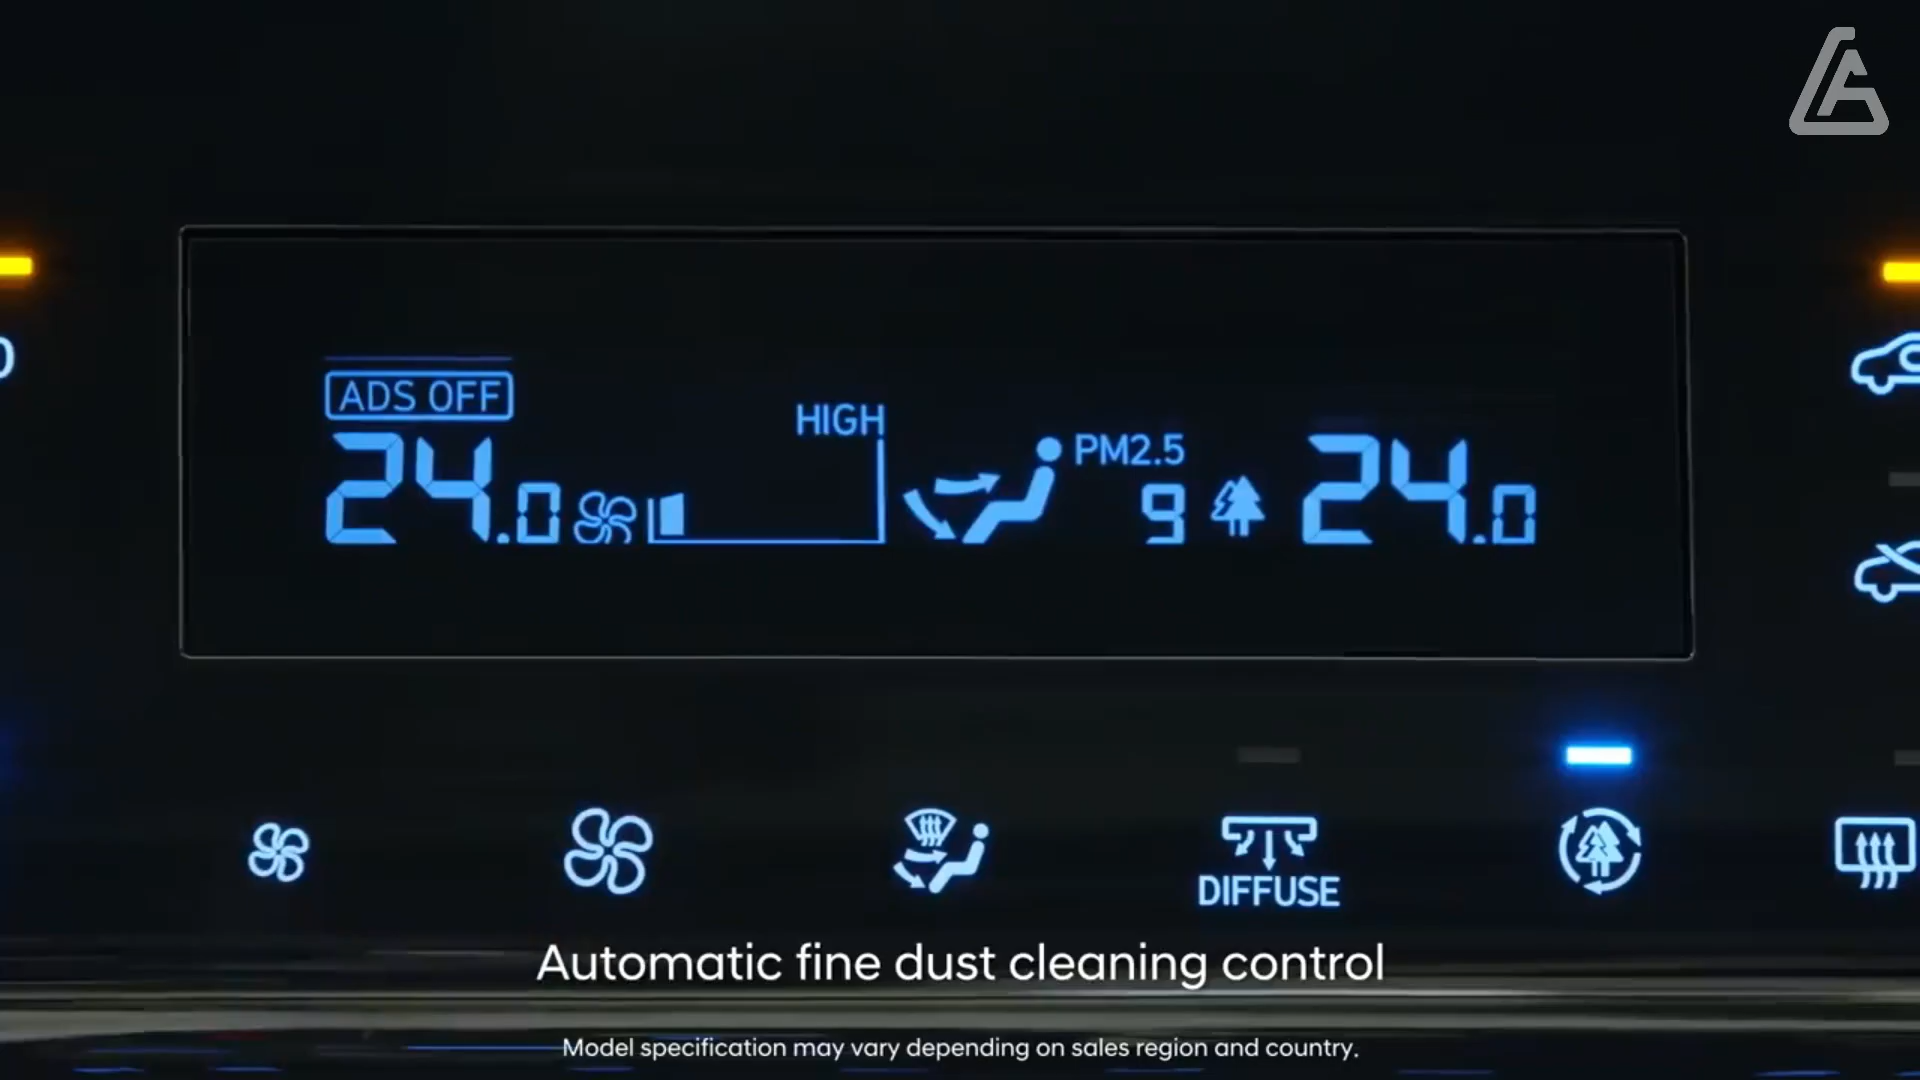 ADS OFF
HIGH
24.0
PM2.5
9
24.0
DIFFUSE
Automatic fine dust cleaning control
Model specification may vary depending on sales region and country.